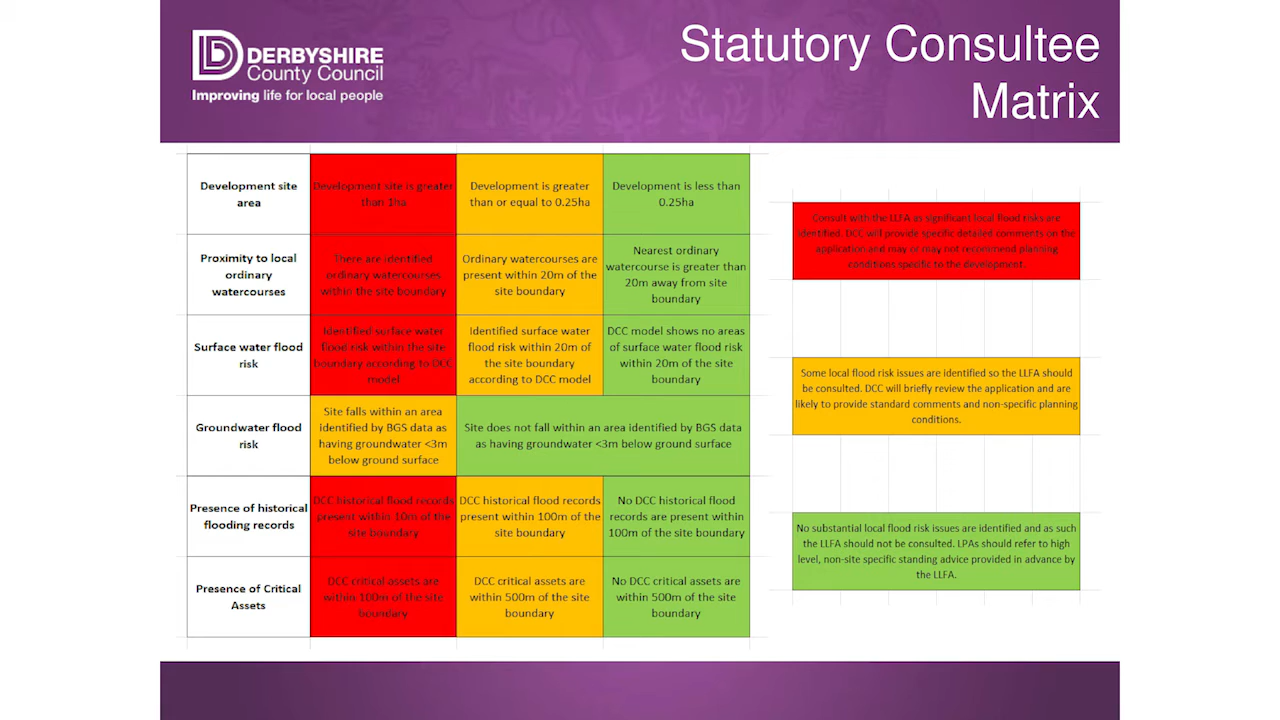 DERBYSHIRE
County Council
Improving life for local people
Statutory Consultee
Matrix
Development site
area
Development site is greater
than 1ha
Development is greater
than or equal to 0.25ha
Development is less than
0.25ha
Proximity to local
ordinary
watercourses
There are identified
ordinary watercourses
within the site boundary
Ordinary watercourses are
present within 20m of the
site boundary
Nearest ordinary
watercourse is greater than
20m away from site
boundary
Surface water flood
risk
Identified surface water
flood risk within the site
boundary according to DCC
model
Identified surface water
flood risk within 20m of
the site boundary
according to DCC model
DCC model shows no areas
of surface water flood risk
within 20m of the site
boundary
Groundwater flood
risk
Site falls within an area
identified by BGS data as
having groundwater <3m
below ground surface
Site does not fall within an area identified by BGS data
as having groundwater <3m below ground surface
Presence of historical
flooding records
DCC historical flood records
present within 10m of the
site boundary
DCC historical flood records
present within 100m of the
site boundary
No DCC historical flood
records are present within
100m of the site boundary
Presence of Critical
Assets
DCC critical assets are
within 100m of the site
boundary
DCC critical assets are
within 500m of the site
boundary
No DCC critical assets are
within 500m of the site
boundary
Consult with the LLFA as significant local flood risks are
identified. DCC will provide specific detailed comments on the
application and may or may not recommend planning
conditions specific to the development.
Some local flood risk issues are identified so the LLFA should
be consulted. DCC will briefly review the application and are
likely to provide standard comments and non-specific planning
conditions.
No substantial local flood risk issues are identified and as such
the LLFA should not be consulted. LPAs should refer to high
level, non-site specific standing advice provided in advance by
the LLFA.